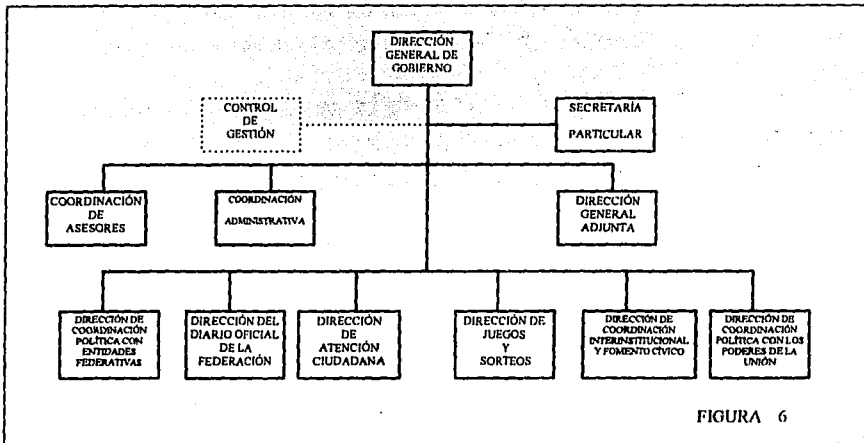 DIRECCIÓN
GENERAL DE
GOBIERNO
CONTROL
DE
GESTIÓN
SECRETARÍA
PARTICULAR
COORDINACIÓN
DE
ASESORES
COORDINACIÓN
ADMINISTRATIVA
DIRECCIÓN
GENERAL
ADJUNTA
DIRECCIÓN DE
COORDINACIÓN
POLÍTICA CON
ENTIDADES
FEDERATIVAS
DIRECCIÓN DEL
DIARIO OFICIAL
DE LA
FEDERACIÓN
DIRECCIÓN
DE
ATENCIÓN
CIUDADANA
DIRECCIÓN DE
JUEGOS
Y
SORTEOS
DIRECCIÓN DE
COORDINACIÓN
INTERINSTITUCIONAL
Y FOMENTO CÍVICO
DIRECCIÓN DE
COORDINACIÓN
POLÍTICA CON LOS
PODERES DE LA
UNIÓN
FIGURA 6